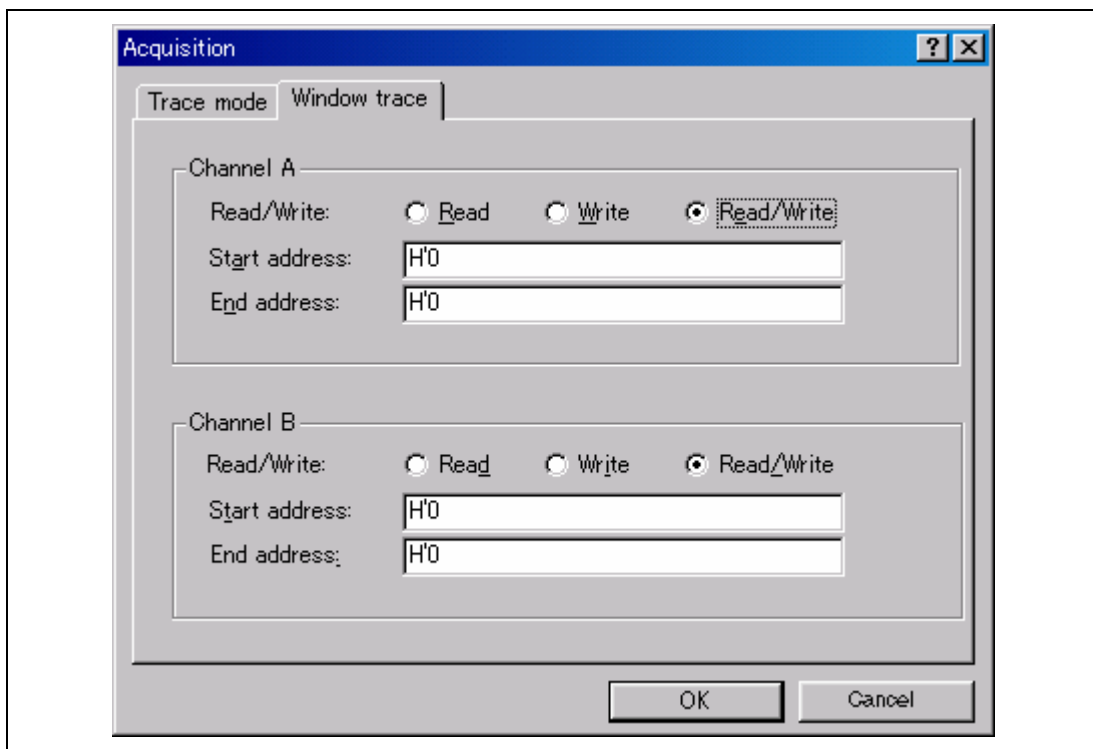 Acquisition
Trace mode Window trace
Channel A
Read/Write: Read Write Read/Write
Start address: H'0
End address: H'0
Channel B
Read/Write: Read Write Read/Write
Start address: H'0
End address: H'0
OK Cancel